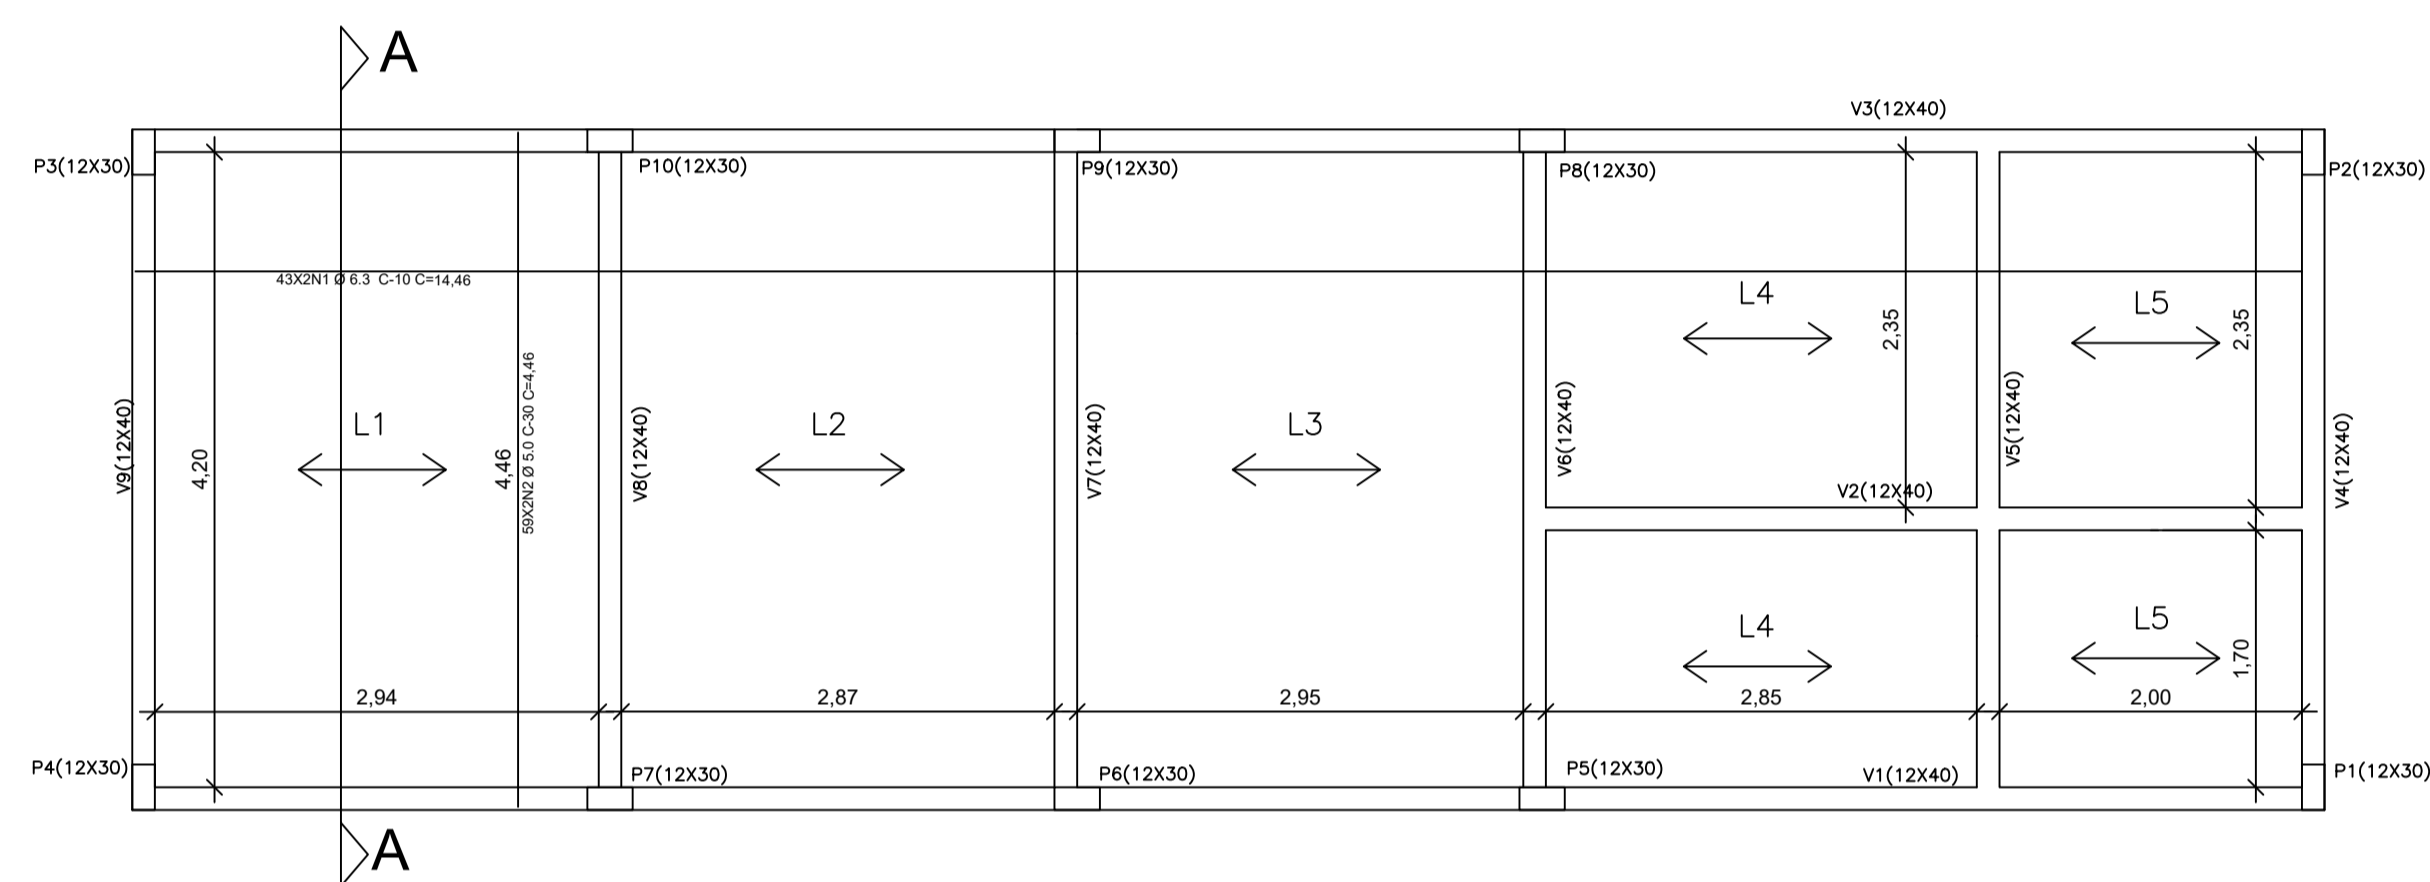 A
V3(12X40)
P3(12X30)
P10(12X30)
P9(12X30)
P8(12X30)
P2(12X30)
43X2N1 Ø 6.3 C-10 C=14,46
L4
L5
2,35
2,35
V9(12X40)
L1
4,20
4,46
59X2N2 Ø 5.0 C-30 C=4,46
V8(12X40)
L2
V7(12X40)
L3
V6(12X40)
V5(12X40)
V2(12X40)
V4(12X40)
L4
L5
1,70
2,94
2,87
2,95
2,85
2,00
P4(12X30)
P7(12X30)
P6(12X30)
P5(12X30)
V1(12X40)
P1(12X30)
A